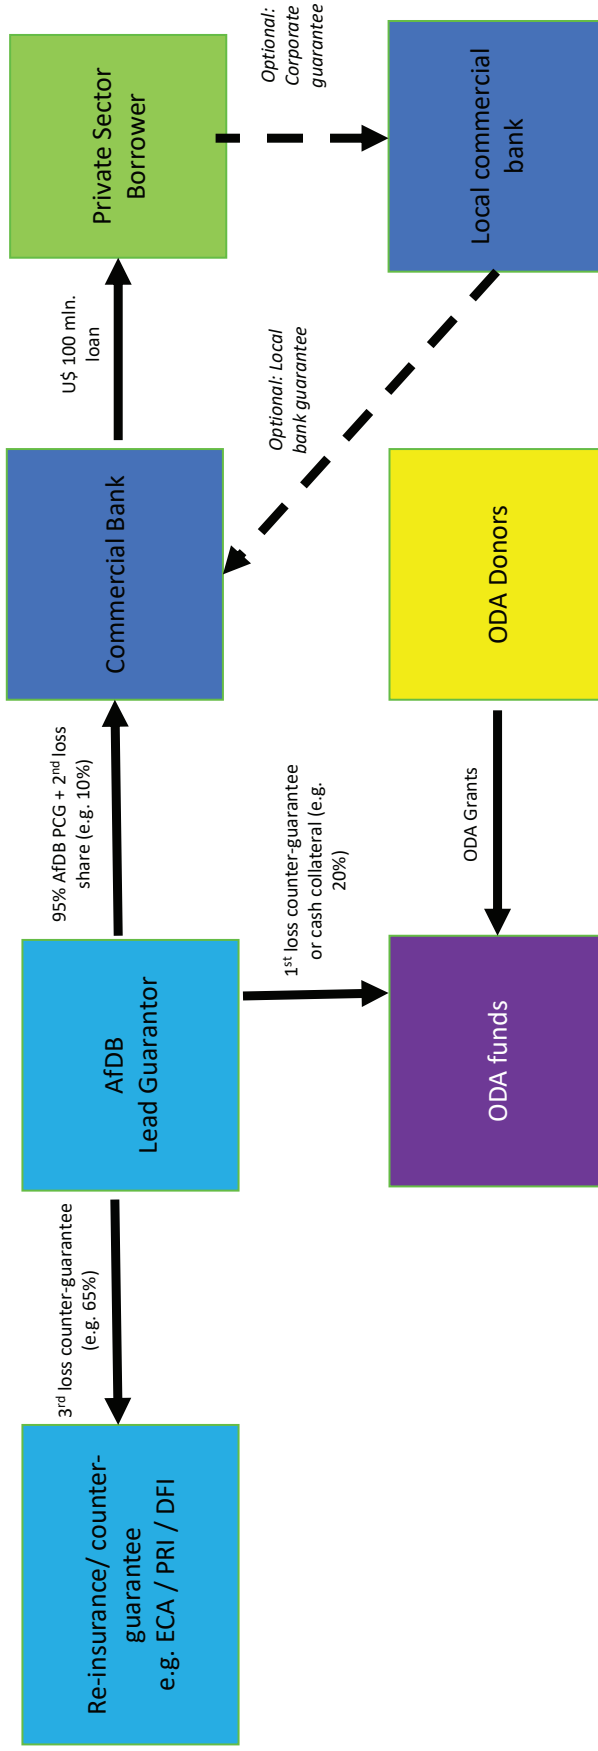 Re-insurance/ counter-
guarantee
e.g. ECA / PRI / DFI
3rd loss counter-guarantee
(e.g. 65%)
AfDB
Lead Guarantor
95% AfDB PCG + 2nd loss
share (e.g. 10%)
Commercial Bank
U$ 100 mln.
loan
Private Sector
Borrower
1st loss counter-guarantee
or cash collateral (e.g.
20%)
Optional: Local
bank guarantee
Optional:
Corporate
guarantee
ODA funds
ODA Grants
ODA Donors
Local commercial
bank